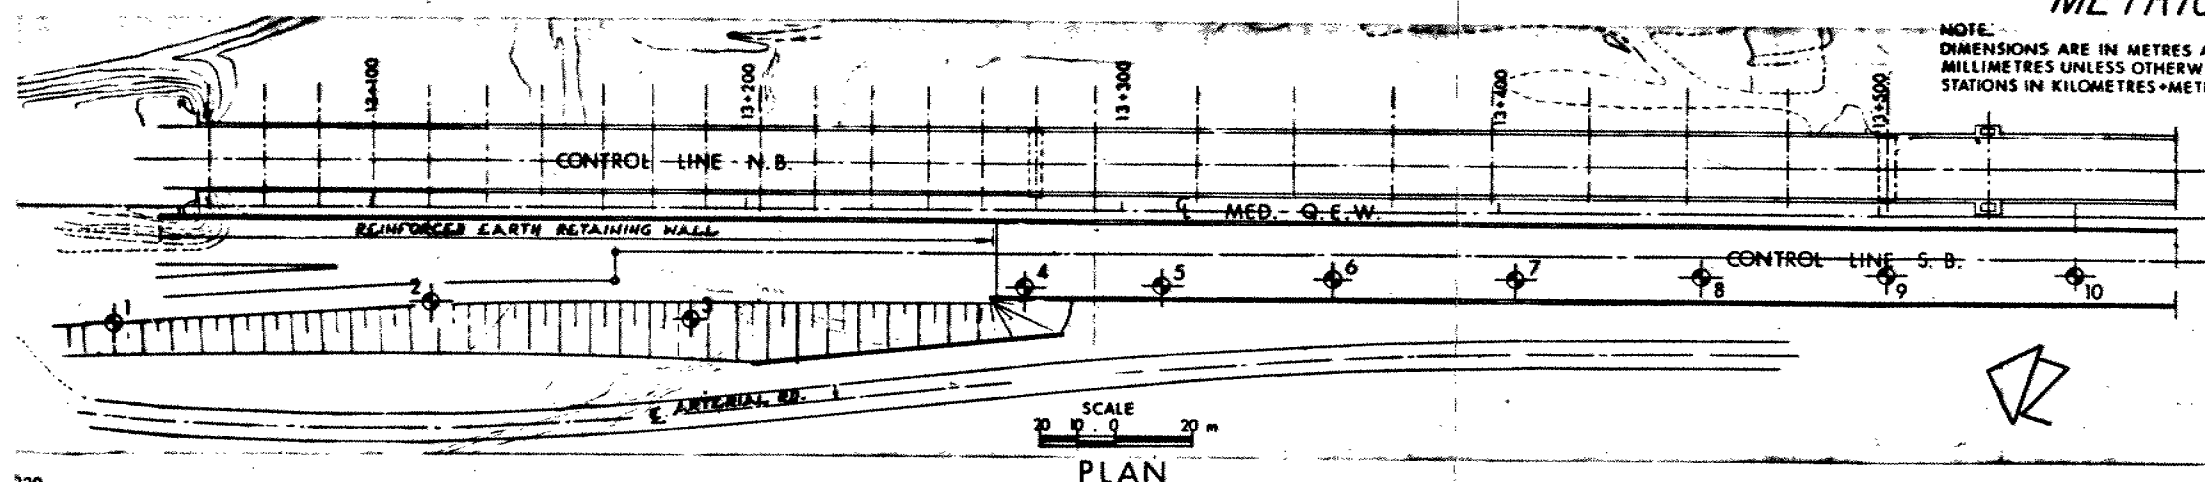 METRIC
NOTE:
DIMENSIONS ARE IN METRES
MILLIMETRES UNLESS OTHERW
STATIONS IN KILOMETRES+MET
13+100
13+200
13+300
13+400
13+500
CONTROL LINE N.B.
℄ MED. Q.E.W.
REINFORCED EARTH RETAINING WALL
CONTROL LINE S.B.
1
2
3
4
5
6
7
8
9
10
℄ ARTERIAL RD.
SCALE
20 10 0 20 m
PLAN